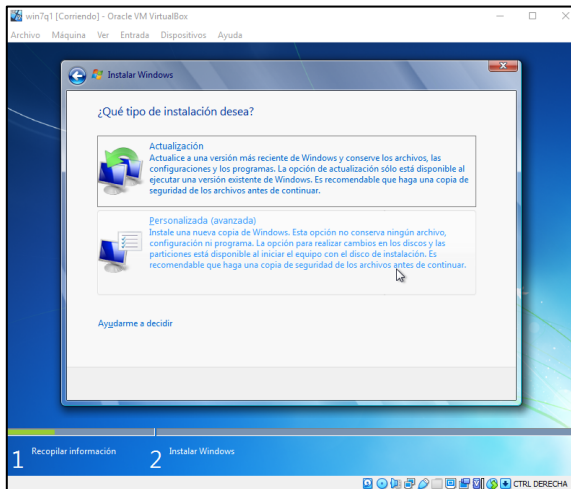 win7q1 [Corriendo] - Oracle VM VirtualBox
Archivo Máquina Ver Entrada Dispositivos Ayuda
Instalar Windows
¿Qué tipo de instalación desea?
Actualización
Actualice a una versión más reciente de Windows y conserve los archivos, las
configuraciones y los programas. La opción de actualización sólo está disponible al
ejecutar una versión existente de Windows. Es recomendable que haga una copia de
seguridad de los archivos antes de continuar.
Personalizada (avanzada)
Instale una nueva copia de Windows. Esta opción no conserva ningún archivo,
configuración ni programa. La opción para realizar cambios en los discos y las
particiones está disponible al iniciar el equipo con el disco de instalación. Es
recomendable que haga una copia de seguridad de los archivos antes de continuar.
Ayudarme a decidir
1 Recopilar información 2 Instalar Windows
CTRL DERECHA